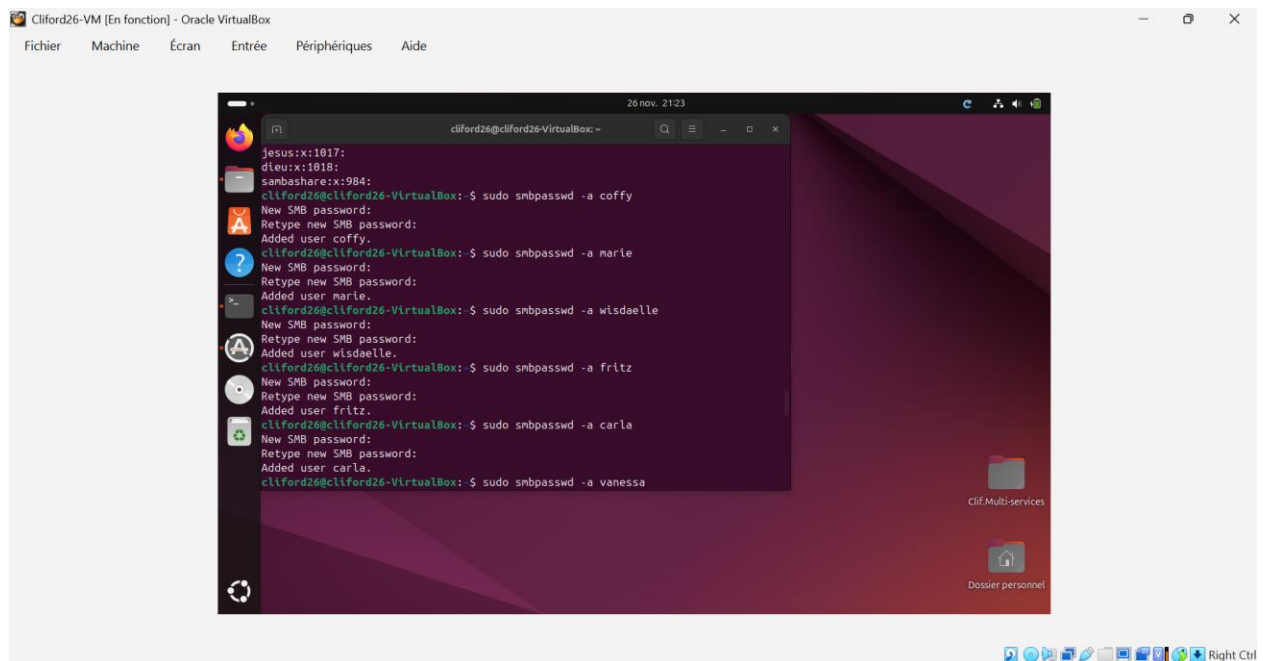 Cliford26-VM [En fonction] - Oracle VirtualBox
Fichier Machine Écran Entrée Périphériques Aide
26 nov. 21:23
cliford26@cliford26-VirtualBox: ~
jesus:x:1017:
dieu:x:1018:
sambashare:x:984:
cliford26@cliford26-VirtualBox:~$ sudo smbpasswd -a coffy
New SMB password:
Retype new SMB password:
Added user coffy.
cliford26@cliford26-VirtualBox:~$ sudo smbpasswd -a marie
New SMB password:
Retype new SMB password:
Added user marie.
cliford26@cliford26-VirtualBox:~$ sudo smbpasswd -a wisdaelle
New SMB password:
Retype new SMB password:
Added user wisdaelle.
cliford26@cliford26-VirtualBox:~$ sudo smbpasswd -a fritz
New SMB password:
Retype new SMB password:
Added user fritz.
cliford26@cliford26-VirtualBox:~$ sudo smbpasswd -a carla
New SMB password:
Retype new SMB password:
Added user carla.
cliford26@cliford26-VirtualBox:~$ sudo smbpasswd -a vanessa
Clif.Multi-services
Dossier personnel
Right Ctrl